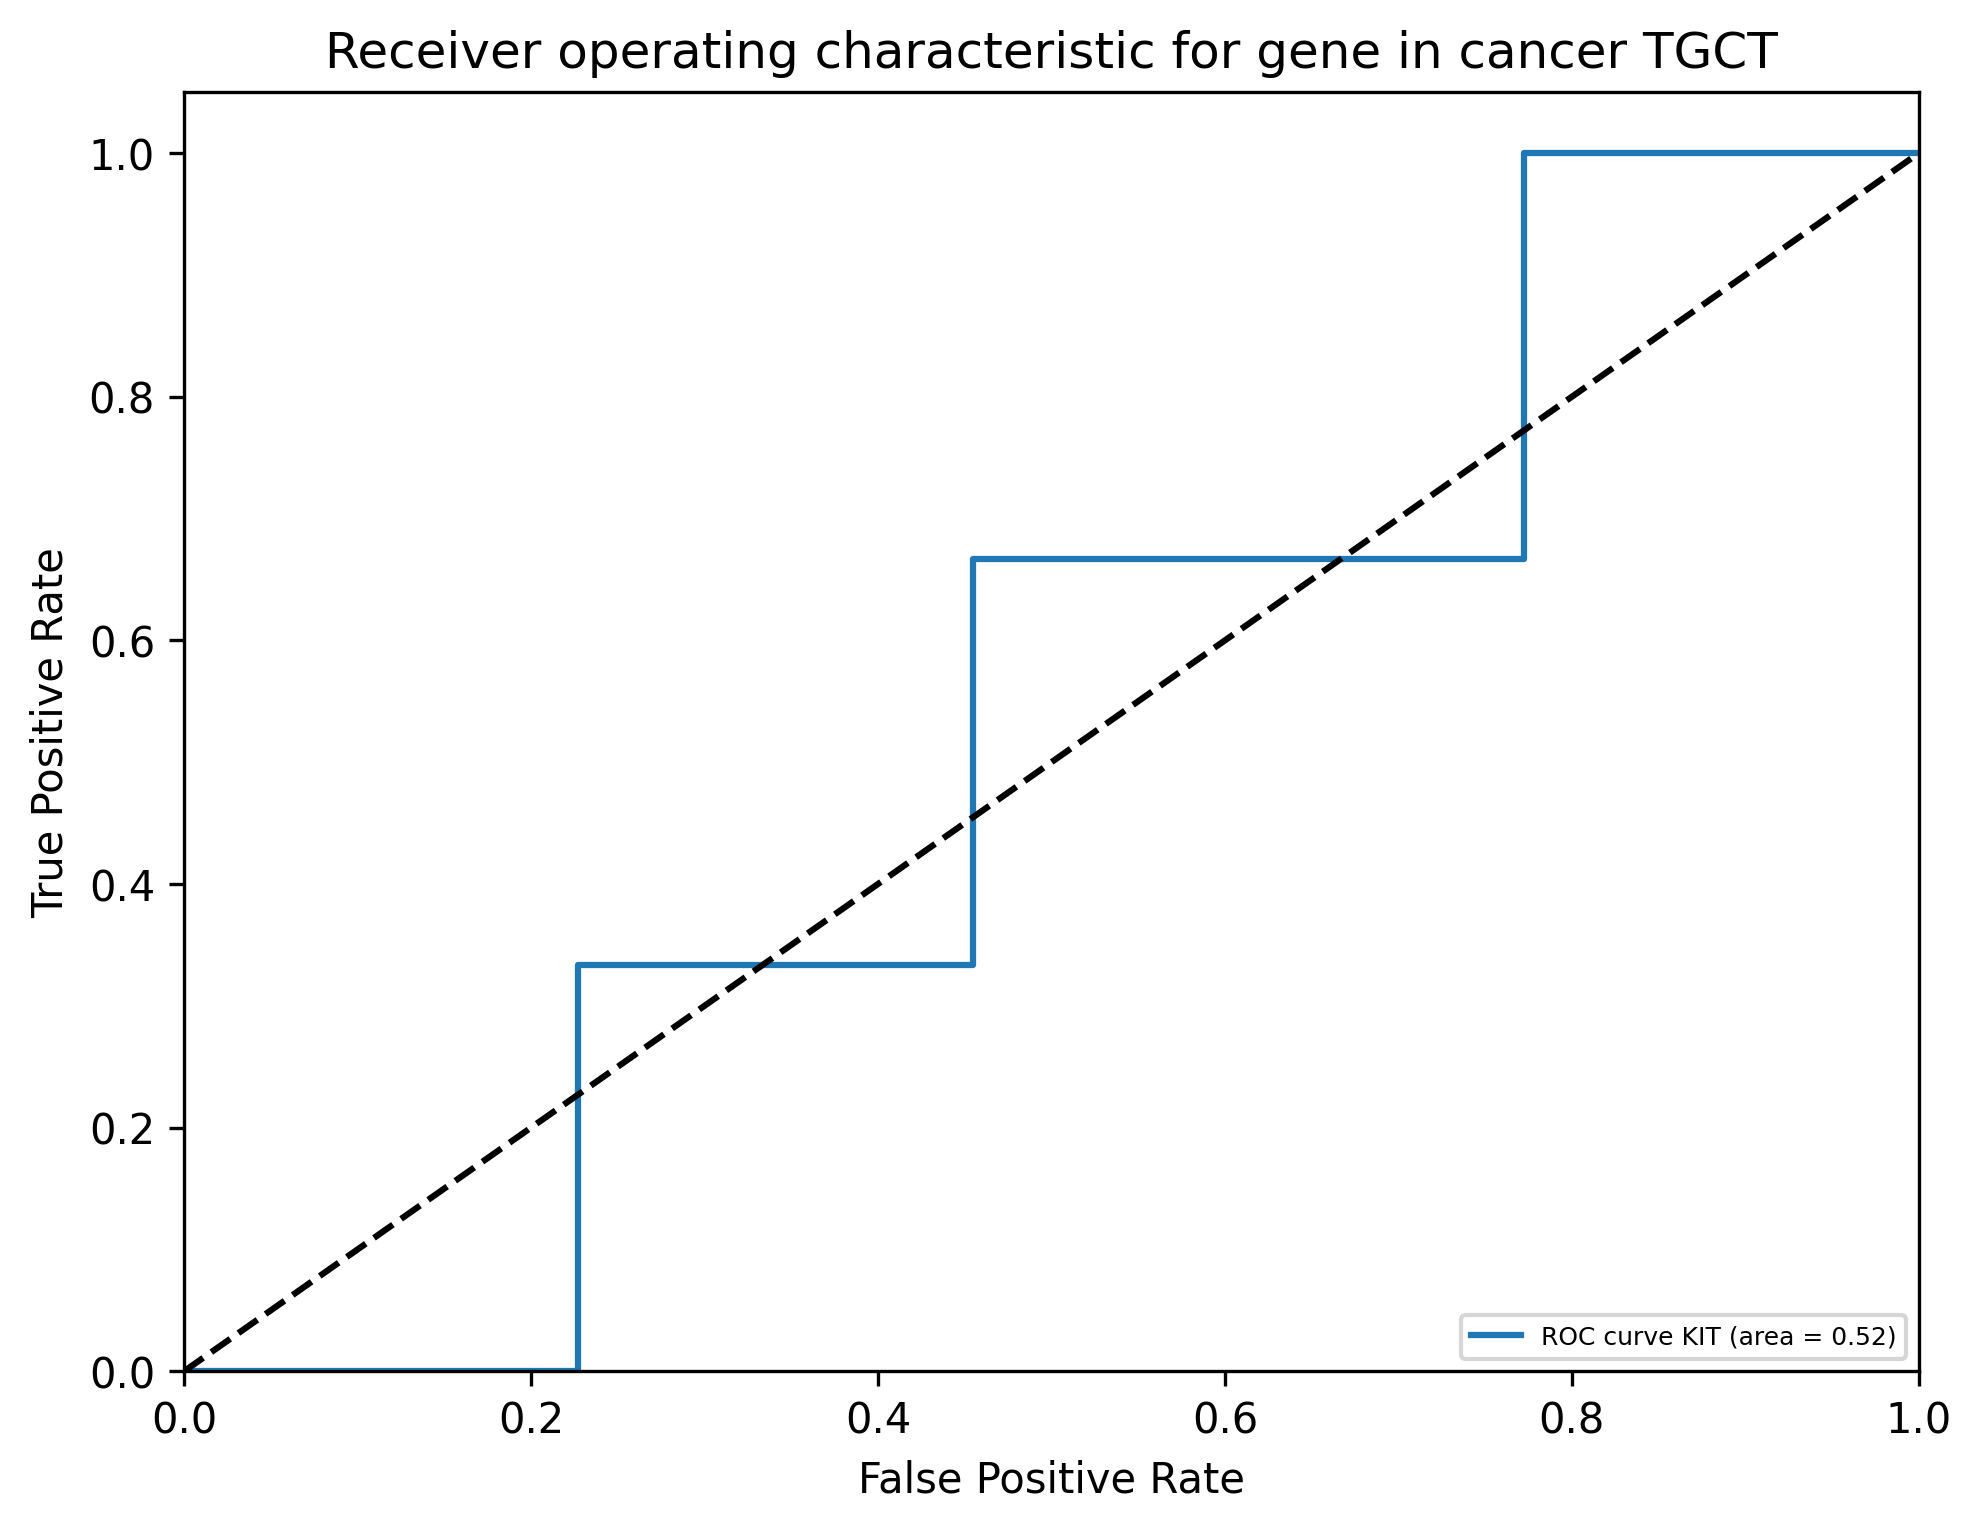 Receiver operating characteristic for gene in cancer TGCT
True Positive Rate
1.0
0.8
0.6
0.4
0.2
0.0
ROC curve KIT (area = 0.52)
0.0 0.2 0.4 0.6 0.8 1.0
False Positive Rate